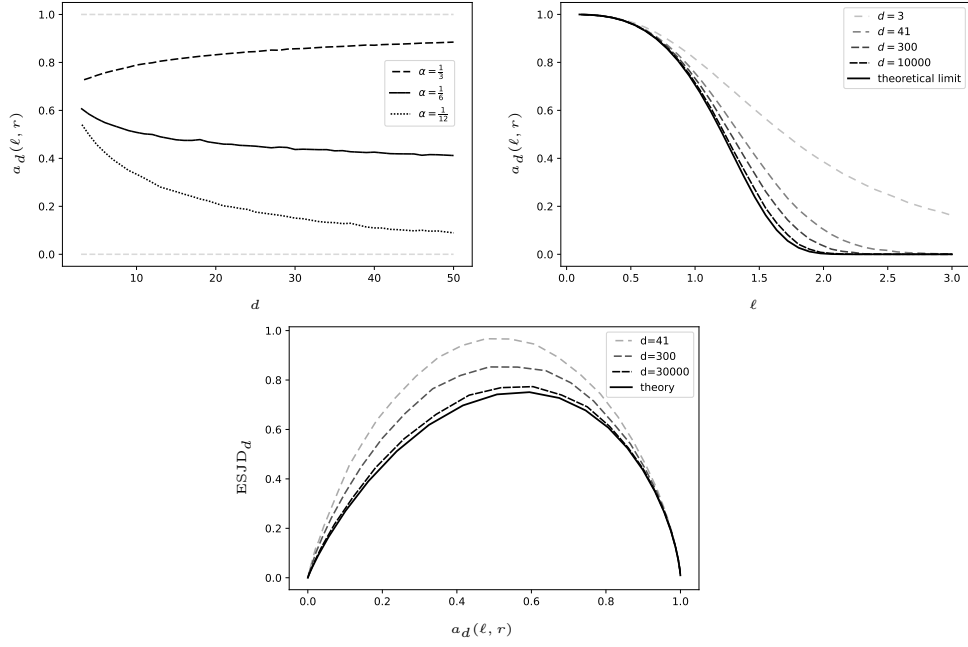 1.0
0.8
0.6
0.4
0.2
0.0
a_d(ℓ, r)
10 20 30 40 50
d
α = 1/3
α = 1/6
α = 1/12
1.0
0.8
0.6
0.4
0.2
0.0
a_d(ℓ, r)
0.0 0.5 1.0 1.5 2.0 2.5 3.0
ℓ
d = 3
d = 41
d = 300
d = 10000
theoretical limit
1.0
0.8
0.6
0.4
0.2
0.0
ESJD_d
0.0 0.2 0.4 0.6 0.8 1.0
a_d(ℓ, r)
d=41
d=300
d=30000
theory